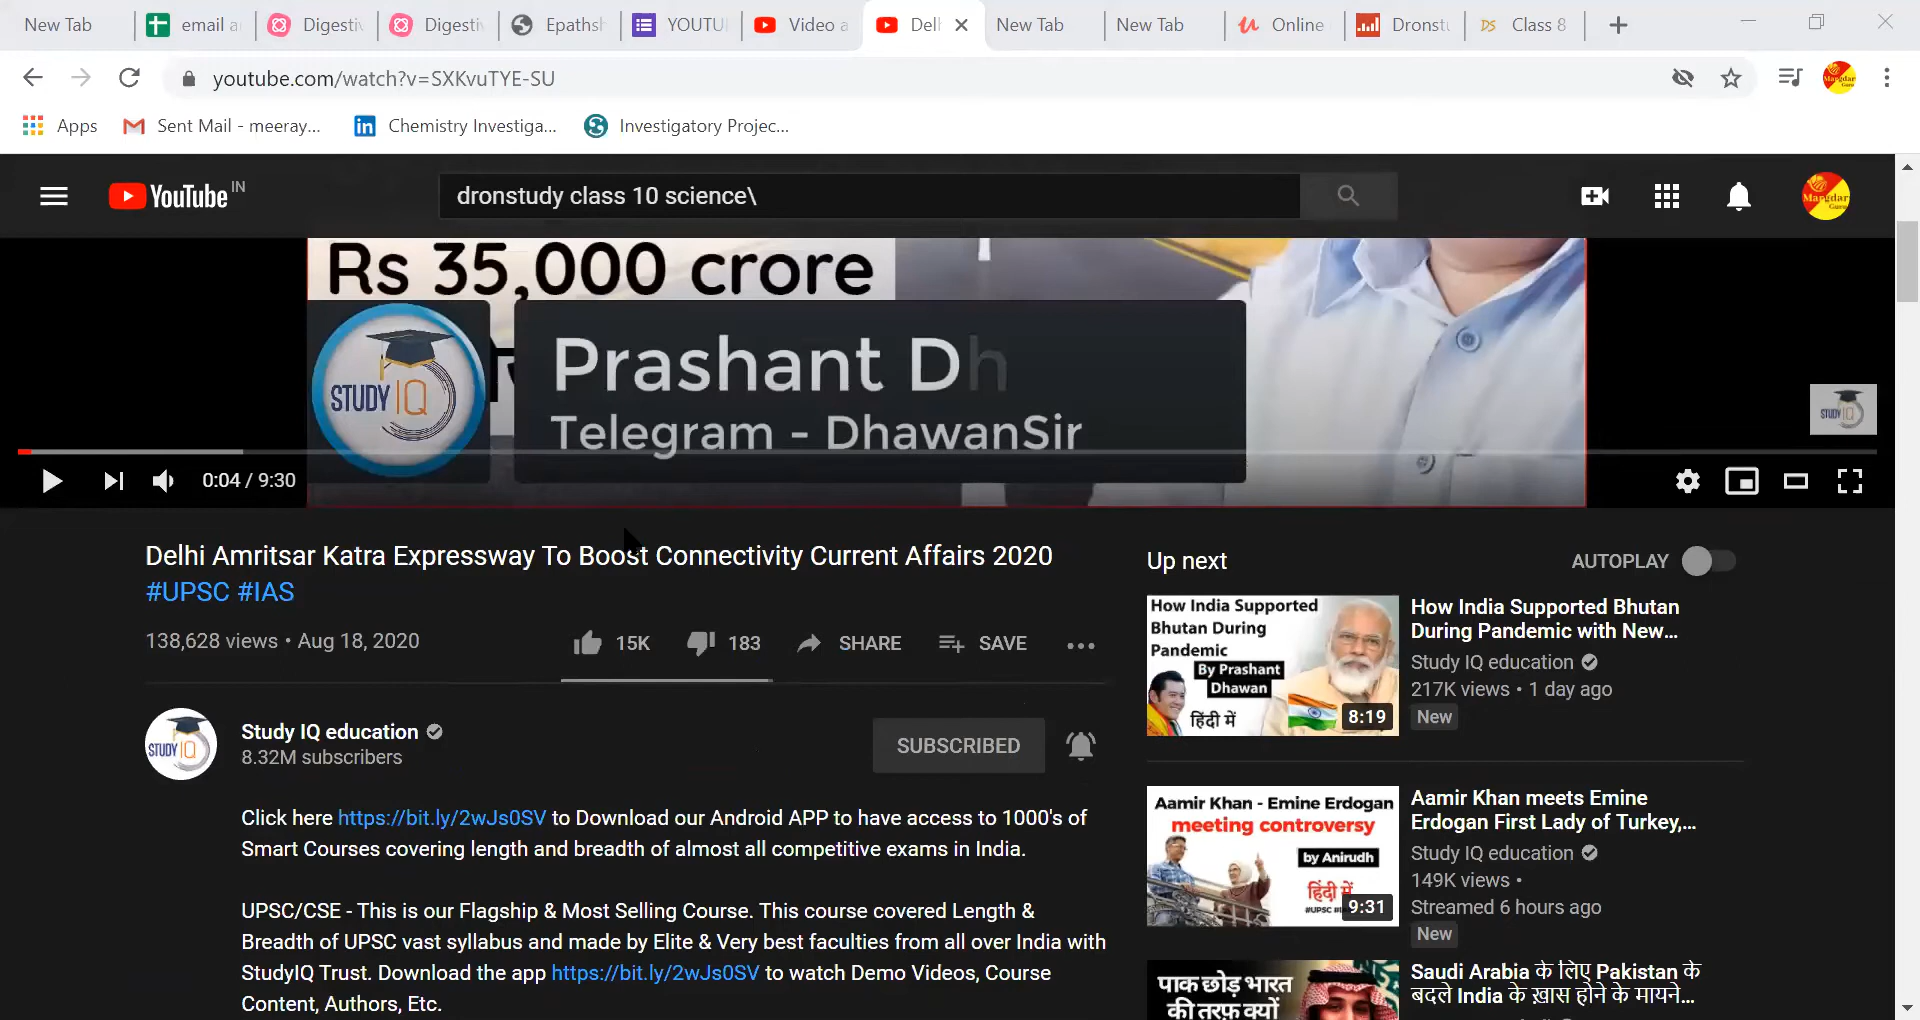 New Tab
email a
Digesti
Digesti
Epaths
YOUTU
Video a
Del
New Tab
New Tab
Online
Dronstu
Class 8
youtube.com/watch?v=SXKvuTYE-SU
Apps
Sent Mail - meeray...
Chemistry Investiga...
Investigatory Projec...
YouTube IN
dronstudy class 10 science\
Mangdar
Guru
Rs 35,000 crore
STUDY IQ
Prashant Dh
Telegram - DhawanSir
STUDY IQ
0:04 / 9:30
Delhi Amritsar Katra Expressway To Boost Connectivity Current Affairs 2020
#UPSC #IAS
138,628 views • Aug 18, 2020
15K
183
SHARE
SAVE
STUDY IQ
Study IQ education
8.32M subscribers
SUBSCRIBED
Click here https://bit.ly/2wJs0SV to Download our Android APP to have access to 1000's of
Smart Courses covering length and breadth of almost all competitive exams in India.
UPSC/CSE - This is our Flagship & Most Selling Course. This course covered Length &
Breadth of UPSC vast syllabus and made by Elite & Very best faculties from all over India with
StudyIQ Trust. Download the app https://bit.ly/2wJs0SV to watch Demo Videos, Course
Content, Authors, Etc.
Up next
AUTOPLAY
How India Supported
Bhutan During
Pandemic
By Prashant
Dhawan
हिंदी में
8:19
How India Supported Bhutan
During Pandemic with New...
Study IQ education
217K views • 1 day ago
New
Aamir Khan - Emine Erdogan
meeting controversy
by Anirudh
हिंदी में
9:31
Aamir Khan meets Emine
Erdogan First Lady of Turkey,...
Study IQ education
149K views •
Streamed 6 hours ago
New
पाक छोड़ भारत
की तरफ क्यों
Saudi Arabia के लिए Pakistan के
बदले India के ख़ास होने के मायने...